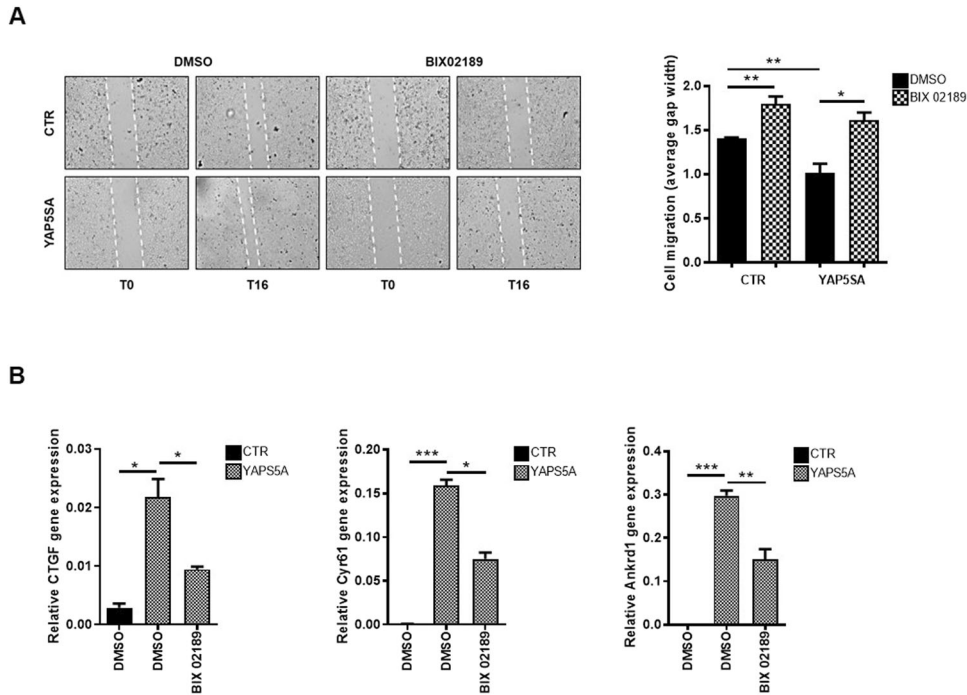 A
DMSO
BIX02189
CTR
YAP5SA
T0
T16
T0
T16
Cell migration (average gap width)
2.0
1.5
1.0
0.5
0.0
**
**
*
CTR
YAP5SA
DMSO
BIX 02189
B
Relative CTGF gene expression
0.03
0.02
0.01
0.00
*
*
DMSO
DMSO
BIX 02189
CTR
YAPS5A
Relative Cyr61 gene expression
0.20
0.15
0.10
0.05
0.00
***
*
DMSO
DMSO
BIX 02189
CTR
YAPS5A
Relative Ankrd1 gene expression
0.4
0.3
0.2
0.1
0.0
***
**
DMSO
DMSO
BIX 02189
CTR
YAPS5A